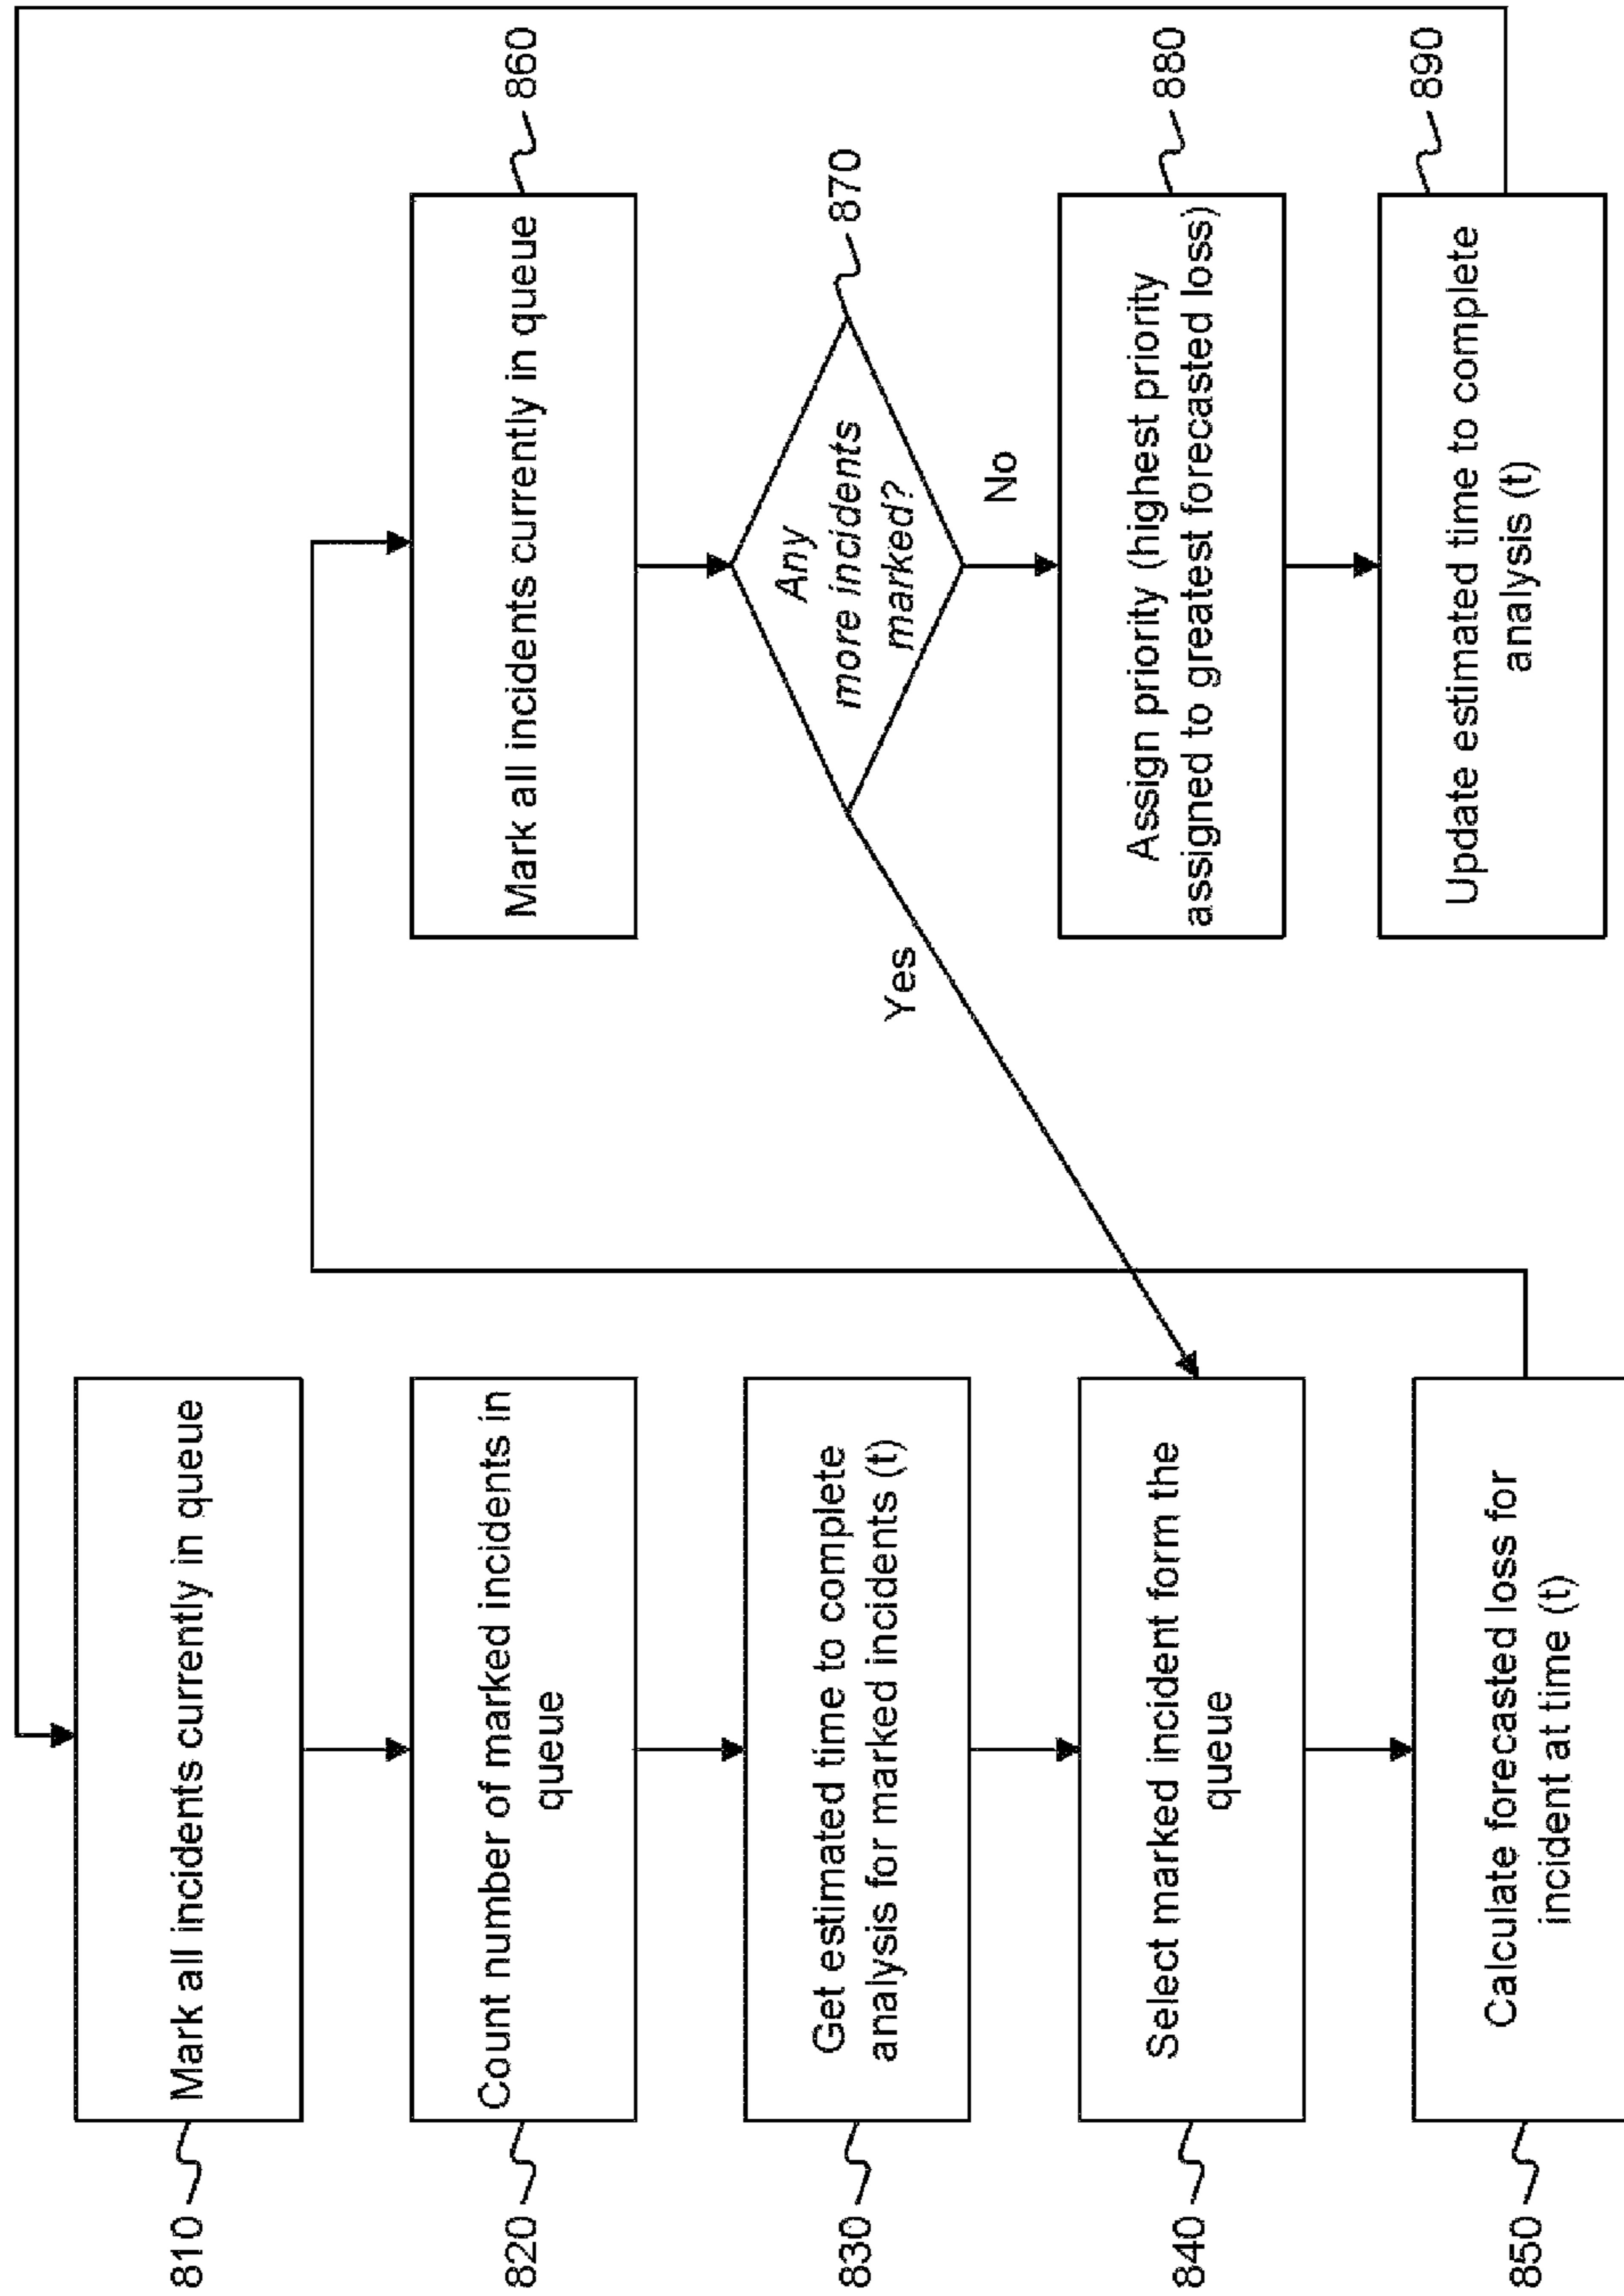 810
Mark all incidents currently in queue
820
Count number of marked incidents in
queue
830
Get estimated time to complete
analysis for marked incidents (t)
840
Select marked incident form the
queue
850
Calculate forecasted loss for
incident at time (t)
Mark all incidents currently in queue
860
Any
more incidents
marked?
870
Yes
No
Assign priority (highest priority
assigned to greatest forecasted loss)
880
Update estimated time to complete
analysis (t)
890